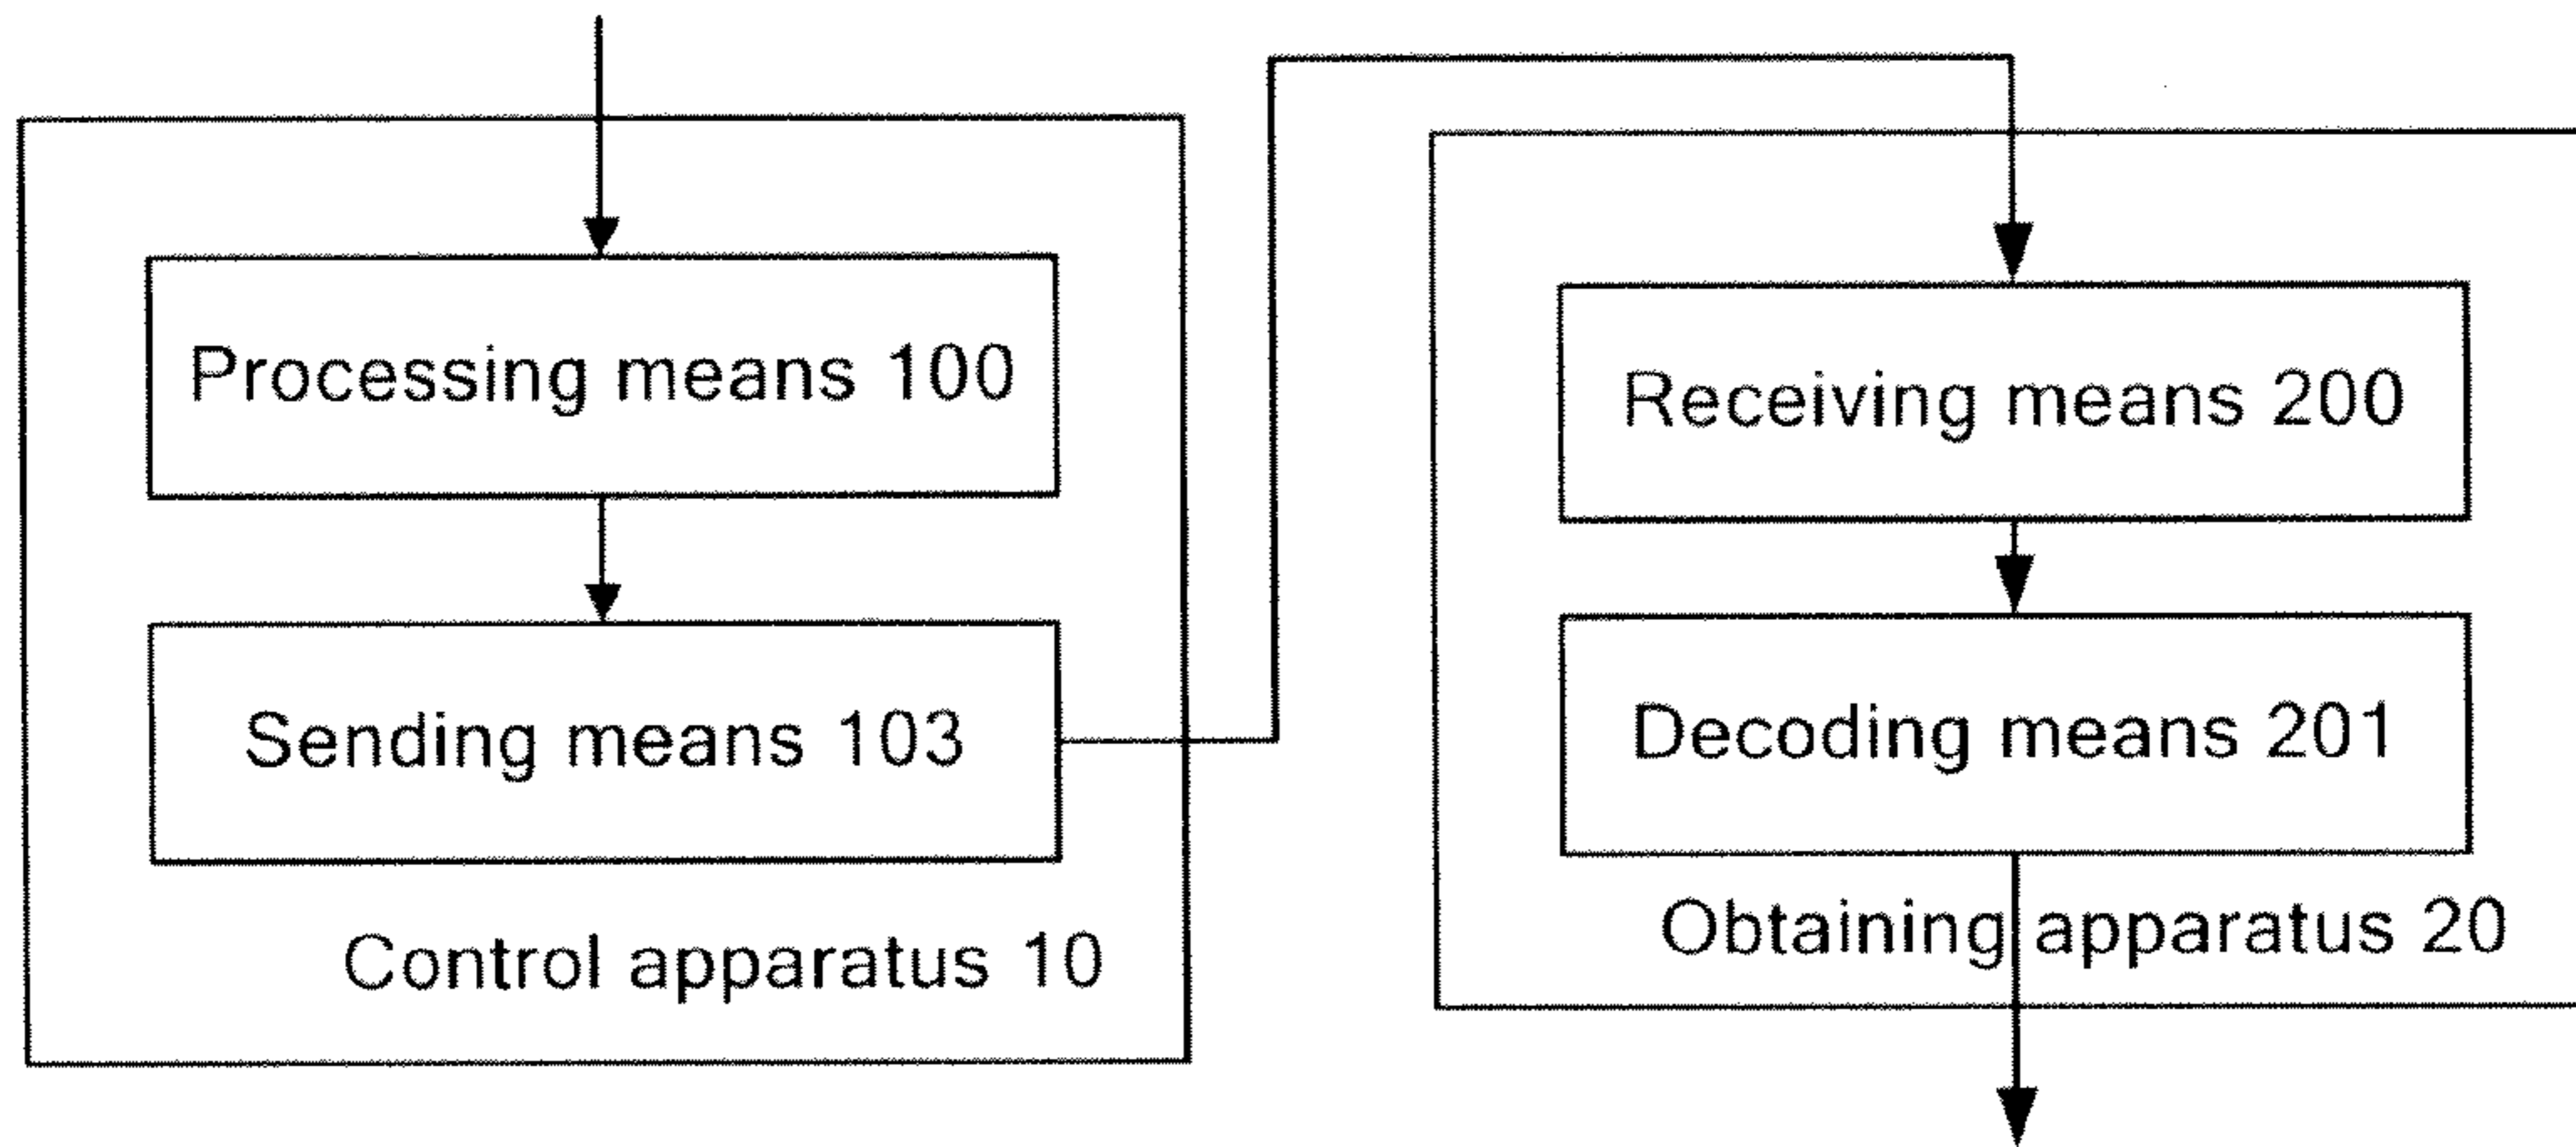 Processing means 100
Sending means 103
Control apparatus 10
Receiving means 200
Decoding means 201
Obtaining apparatus 20